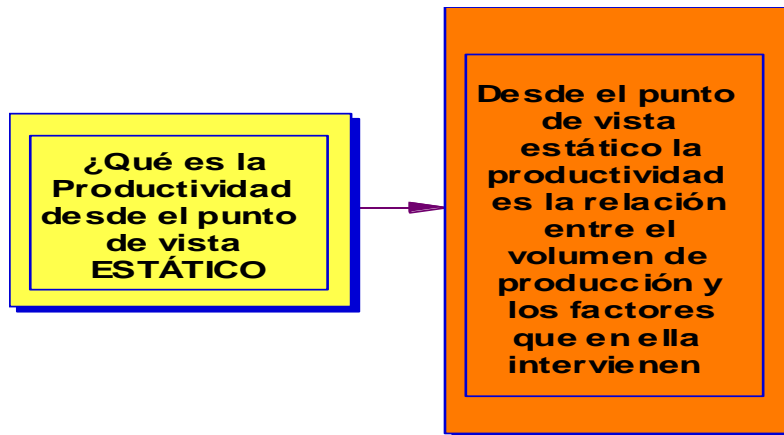 ¿Qué es la
Productividad
desde el punto
de vista
ESTÁTICO
Desde el punto
de vista
estático la
productividad
es la relación
entre el
volumen de
producción y
los factores
que en ella
intervienen